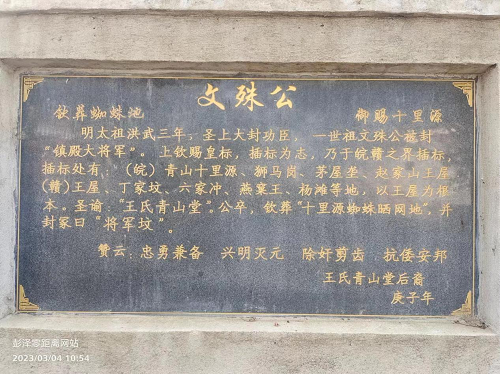 文殊公
钦葬蜘蛛地 御赐十里源
明太祖洪武三年，圣上大封功臣，一世祖文殊公被封
“镇殿大将军”。上钦赐皇标，插标为志，乃于皖赣之界插标，
插标处有：(皖)青山十里源、狮马岗、茅屋垄、赵家山王屋
(赣)王屋、丁家坟、六家冲、燕窠王、杨滩等地，以王屋为根
本。圣谕：“王氏青山堂”。公卒，钦葬“十里源蜘蛛晒网地”。并
封冢曰“将军坟”。
赞云：忠勇兼备 兴明灭元 除奸剪齿 抗倭安邦
王氏青山堂后裔
庚子年
彭泽零距离网站
2023/03/04 10:54